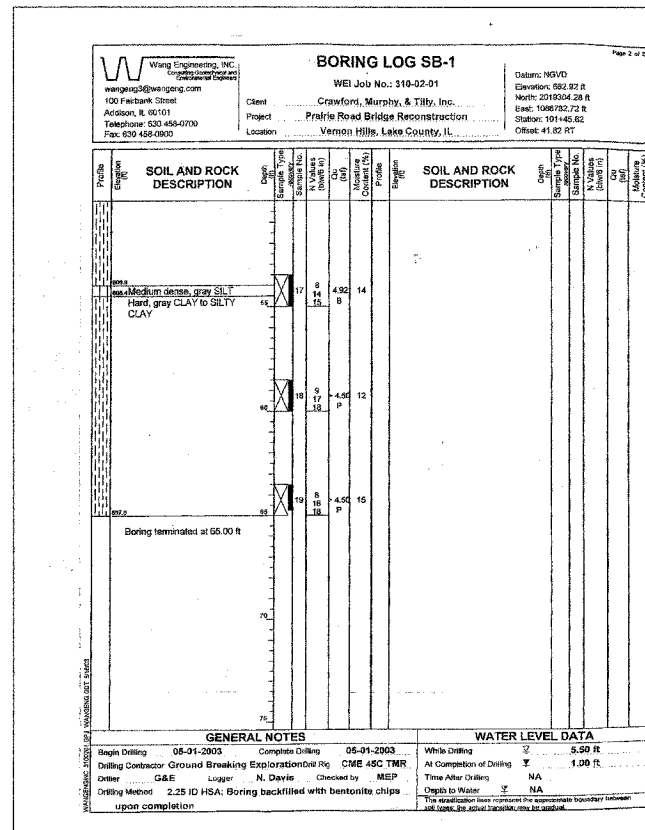 Page 2 of 2
Wang Engineering, INC.
Consulting Geotechnical and
Environmental Engineers
wangeng3@wangeng.com
100 Fairbank Street
Addison, IL 60101
Telephone: 630 458-0700
Fax: 630 458-0900
BORING LOG SB-1
WEI Job No.: 310-02-01
Client Crawford, Murphy, & Tilly, Inc.
Project Prairie Road Bridge Reconstruction
Location Vernon Hills, Lake County, IL
Datum: NGVD
Elevation: 662.92 ft
North: 2019304.28 ft
East: 1086782.72 ft
Station: 101+45.62
Offset: 41.82 RT
Profile Elevation (ft) SOIL AND ROCK DESCRIPTION Depth (ft) Sample Type recovery Sample No. N Values (blw/6 in) Qu (tsf) Moisture Content (%)
Profile Elevation (ft) SOIL AND ROCK DESCRIPTION Depth (ft) Sample Type recovery Sample No. N Values (blw/6 in) Qu (tsf) Moisture Content (%)
Medium dense, gray SILT
Hard, gray CLAY to SILTY
CLAY
17 8 14 15 4.92 B 14
55
18 9 17 18 > 4.50 P 12
60
19 8 16 18 > 4.50 P 15
597.9 65
Boring terminated at 65.00 ft
70
75
GENERAL NOTES
Begin Drilling 05-01-2003 Complete Drilling 05-01-2003
Drilling Contractor Ground Breaking Exploration Drill Rig CME 45C TMR
Driller G&E Logger N. Davis Checked by MEP
Drilling Method 2.25 ID HSA; Boring backfilled with bentonite chips
upon completion
WATER LEVEL DATA
While Drilling 5.50 ft
At Completion of Drilling 1.00 ft
Time After Drilling NA
Depth to Water NA
The stratification lines represent the approximate boundary between
soil types; the actual transition may be gradual.